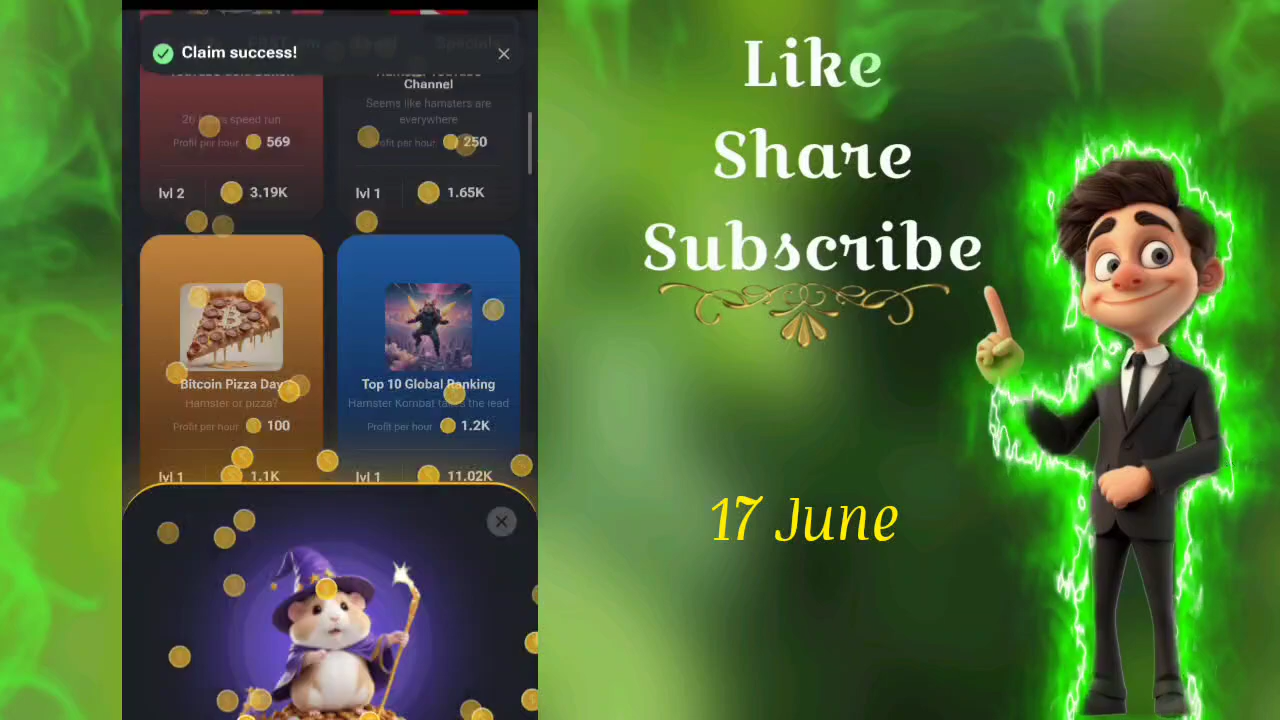 Claim success!
Channel
Seems like hamsters are
everywhere
26 hours speed run
Profit per hour 569
Profit per hour 250
lvl 2 3.19K
lvl 1 1.65K
Bitcoin Pizza Day
Hamster or pizza?
Profit per hour 100
lvl 1 1.1K
Top 10 Global Ranking
Hamster Kombat takes the lead
Profit per hour 1.2K
lvl 1 11.02K
Like
Share
Subscribe
17 June